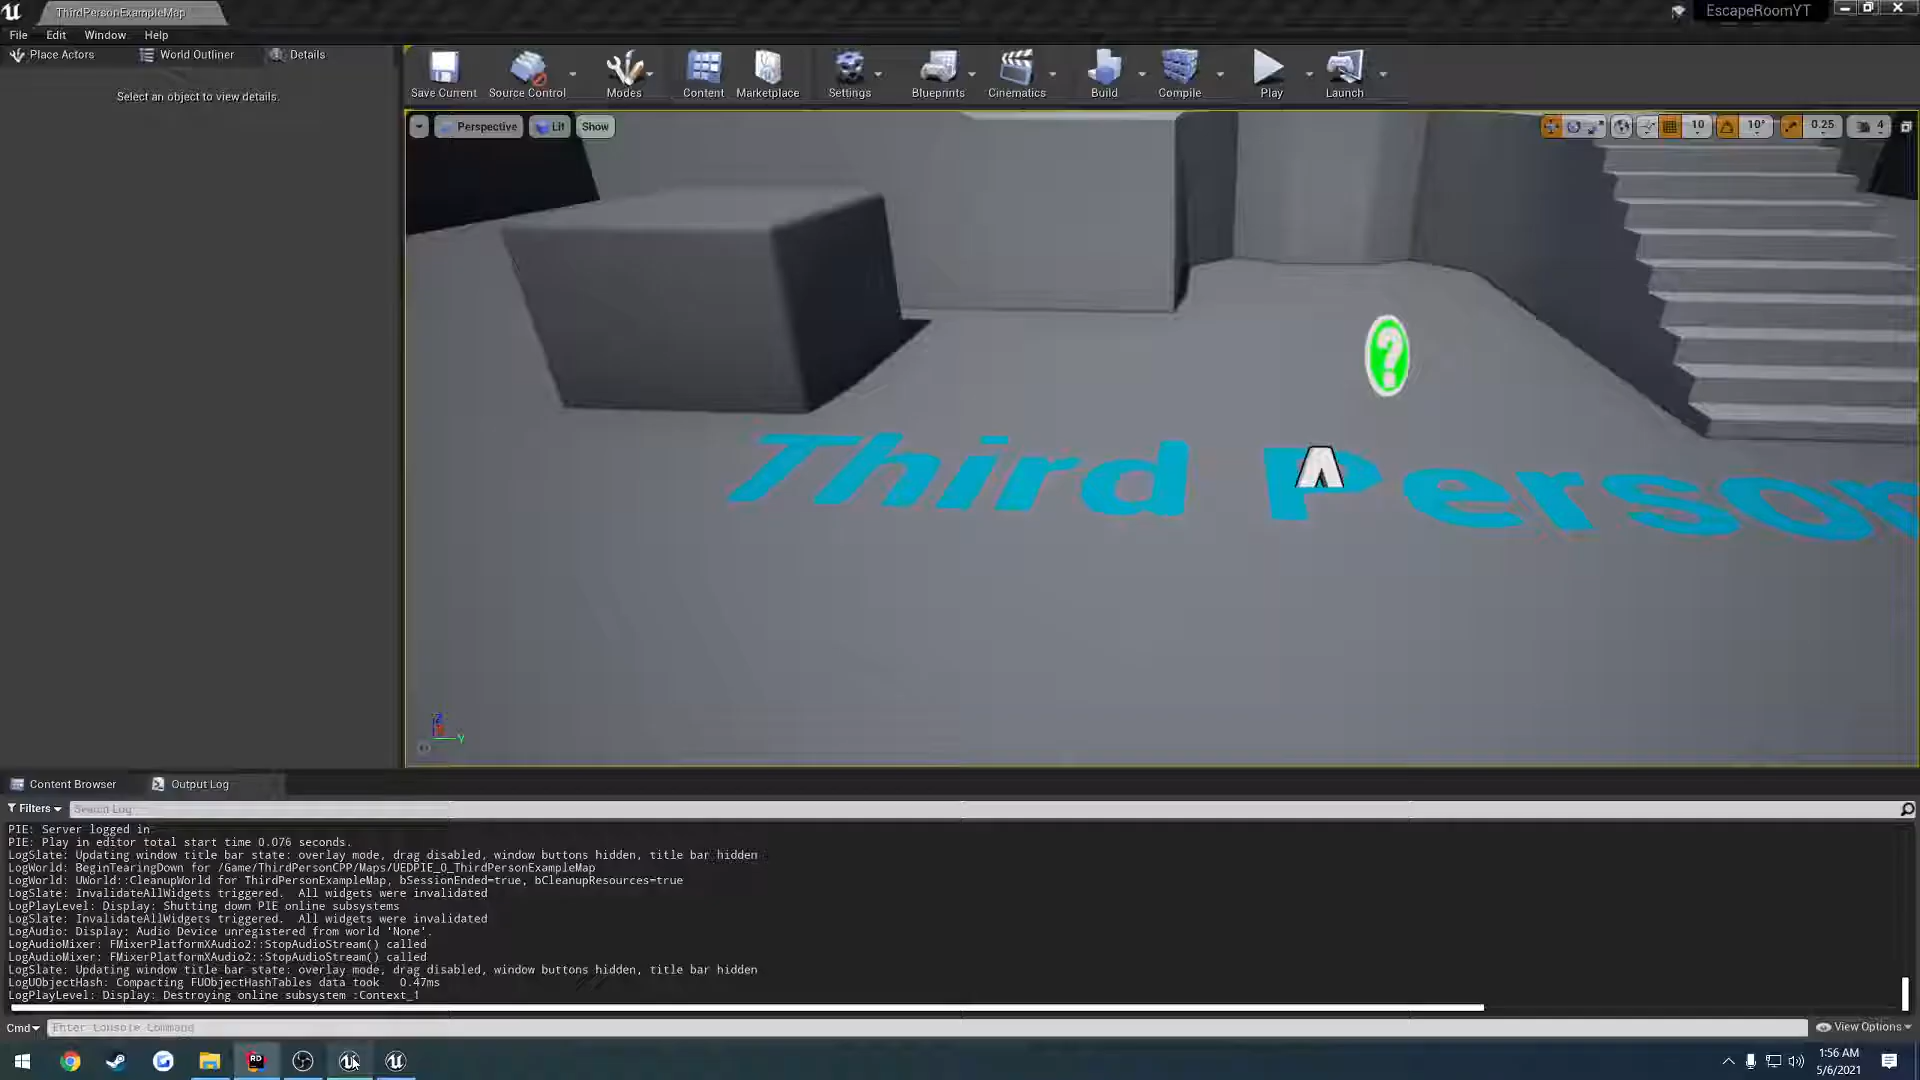 ThirdPersonExampleMap
EscapeRoomYT
File Edit Window Help
Place Actors World Outliner Details
Select an object to view details.
Save Current Source Control Modes Content Marketplace Settings Blueprints Cinematics Build Compile Play Launch
Perspective Lit Show
10 10° 0.25 4
Third Person
Z
Y
Content Browser Output Log
Filters Search Log
PIE: Server logged in
PIE: Play in editor total start time 0.076 seconds.
LogSlate: Updating window title bar state: overlay mode, drag disabled, window buttons hidden, title bar hidden
LogWorld: BeginTearingDown for /Game/ThirdPersonCPP/Maps/UEDPIE_0_ThirdPersonExampleMap
LogWorld: UWorld::CleanupWorld for ThirdPersonExampleMap, bSessionEnded=true, bCleanupResources=true
LogSlate: InvalidateAllWidgets triggered.  All widgets were invalidated
LogPlayLevel: Display: Shutting down PIE online subsystems
LogSlate: InvalidateAllWidgets triggered.  All widgets were invalidated
LogAudio: Display: Audio Device unregistered from world 'None'.
LogAudioMixer: FMixerPlatformXAudio2::StopAudioStream() called
LogAudioMixer: FMixerPlatformXAudio2::StopAudioStream() called
LogSlate: Updating window title bar state: overlay mode, drag disabled, window buttons hidden, title bar hidden
LogUObjectHash: Compacting FUObjectHashTables data took   0.47ms
LogPlayLevel: Display: Destroying online subsystem :Context_1
Cmd Enter Console Command
View Options
RD
1:56 AM
5/6/2021